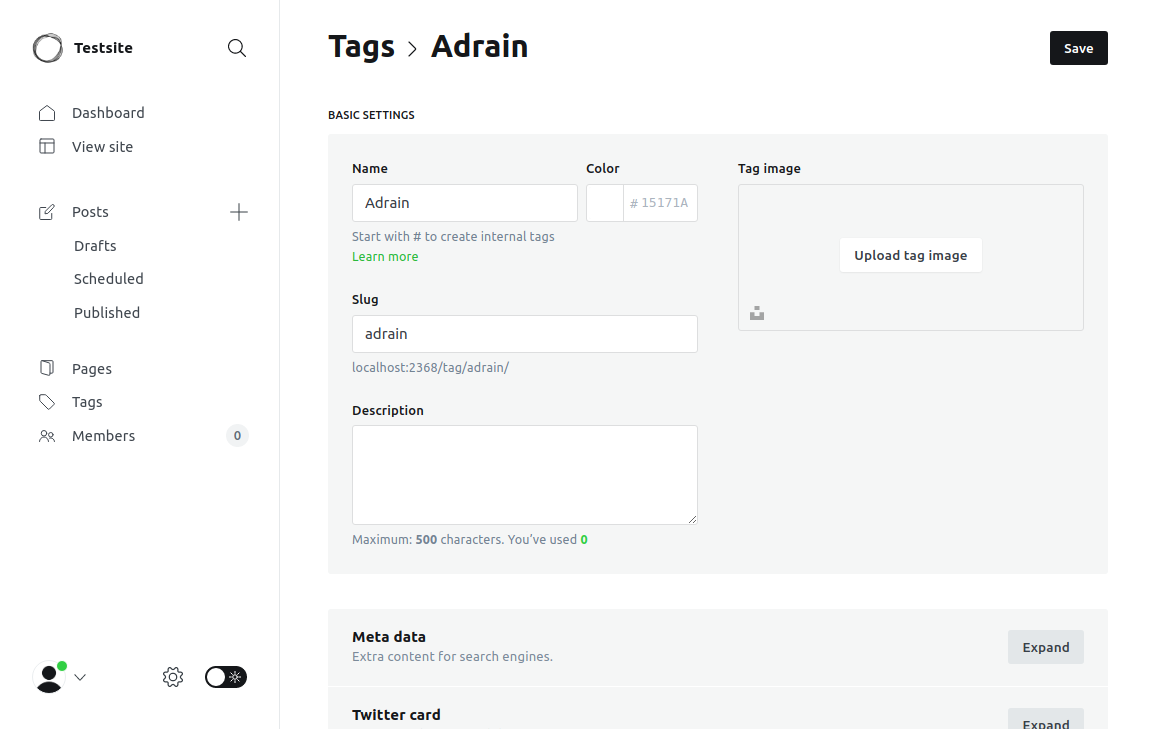 Testsite
Dashboard
View site
Posts
Drafts
Scheduled
Published
Pages
Tags
Members 0
Tags > Adrain
Save
BASIC SETTINGS
Name
Adrain
Start with # to create internal tags
Learn more
Color
# 15171A
Slug
adrain
localhost:2368/tag/adrain/
Description
Maximum: 500 characters. You’ve used 0
Tag image
Upload tag image
Meta data
Extra content for search engines.
Expand
Twitter card
Expand